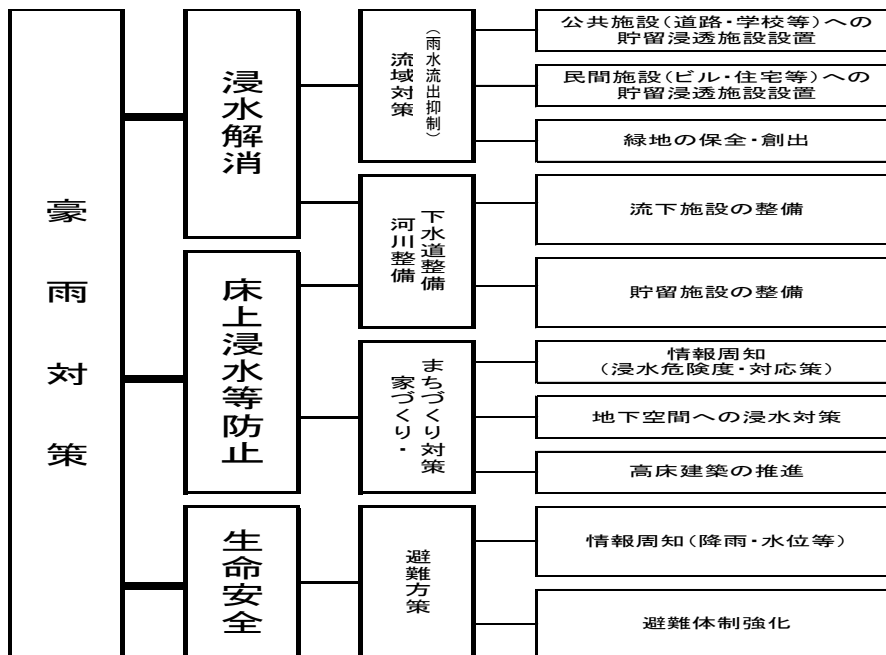 豪雨対策
浸水解消
床上浸水等防止
生命安全
流域対策
(雨水流出抑制)
河川整備
下水道整備
家づくり・
まちづくり対策
避難方策
公共施設(道路・学校等)への
貯留浸透施設設置
民間施設(ビル・住宅等)への
貯留浸透施設設置
緑地の保全・創出
流下施設の整備
貯留施設の整備
情報周知
(浸水危険度・対応策)
地下空間への浸水対策
高床建築の推進
情報周知(降雨・水位等)
避難体制強化